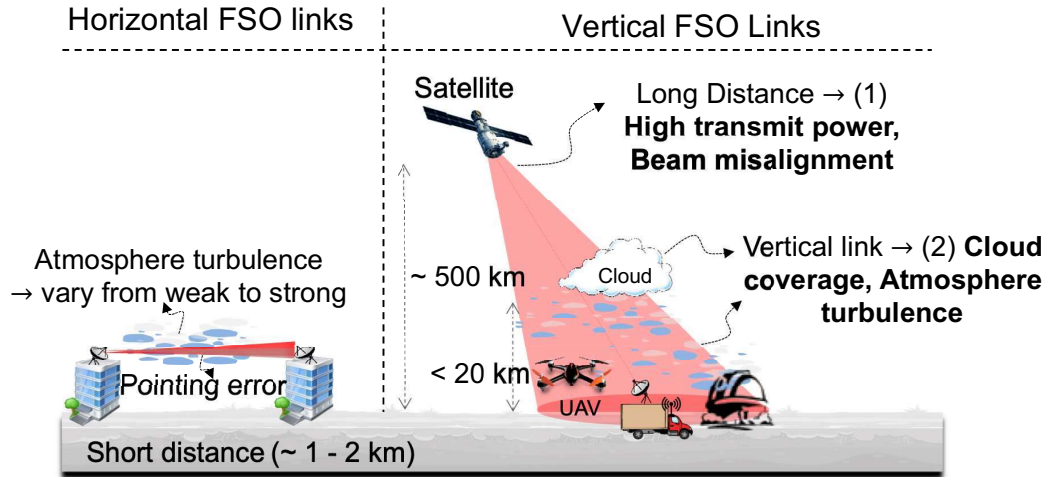 Horizontal FSO links
Vertical FSO Links
Satellite
Long Distance → (1)
High transmit power,
Beam misalignment
Atmosphere turbulence
→ vary from weak to strong
~ 500 km
Cloud
Vertical link → (2) Cloud
coverage, Atmosphere
turbulence
Pointing error
< 20 km
UAV
Short distance (~ 1 - 2 km)